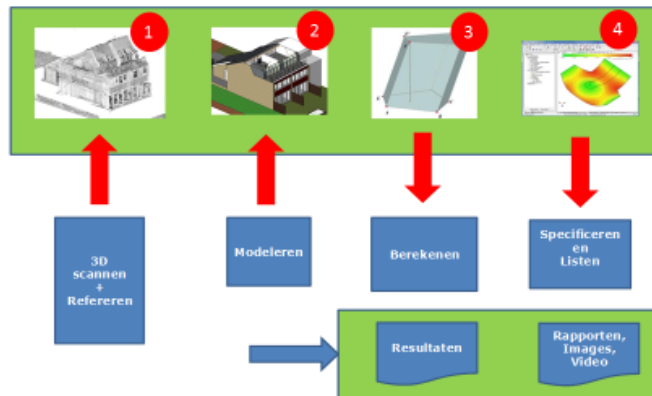 1
2
3
4
3D
scannen
+
Refereren
Modeleren
Berekenen
Specificeren
en
Listen
Resultaten
Rapporten,
Images,
Video